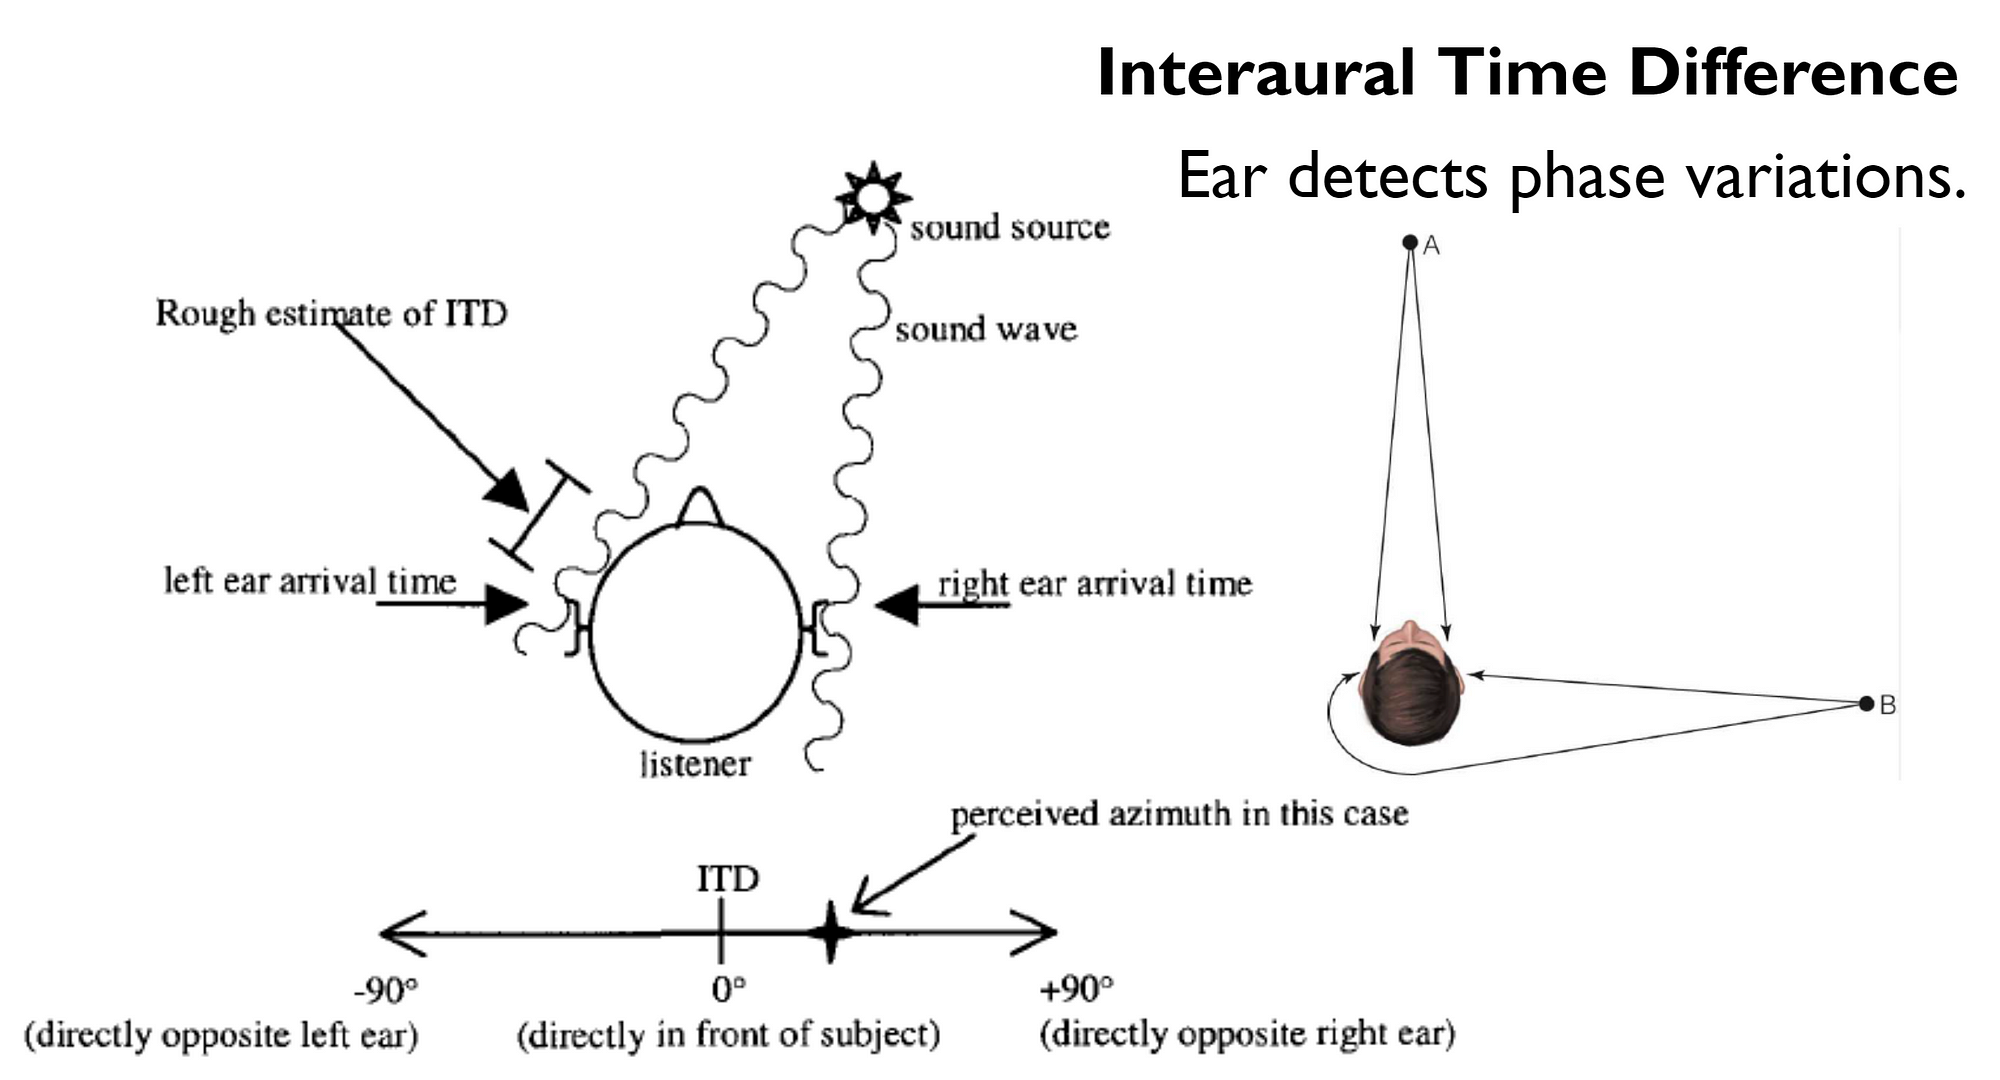 Interaural Time Difference
Ear detects phase variations.
sound source
A
Rough estimate of ITD
sound wave
left ear arrival time
right ear arrival time
B
listener
perceived azimuth in this case
ITD
-90° 0° +90°
(directly opposite left ear) (directly in front of subject) (directly opposite right ear)